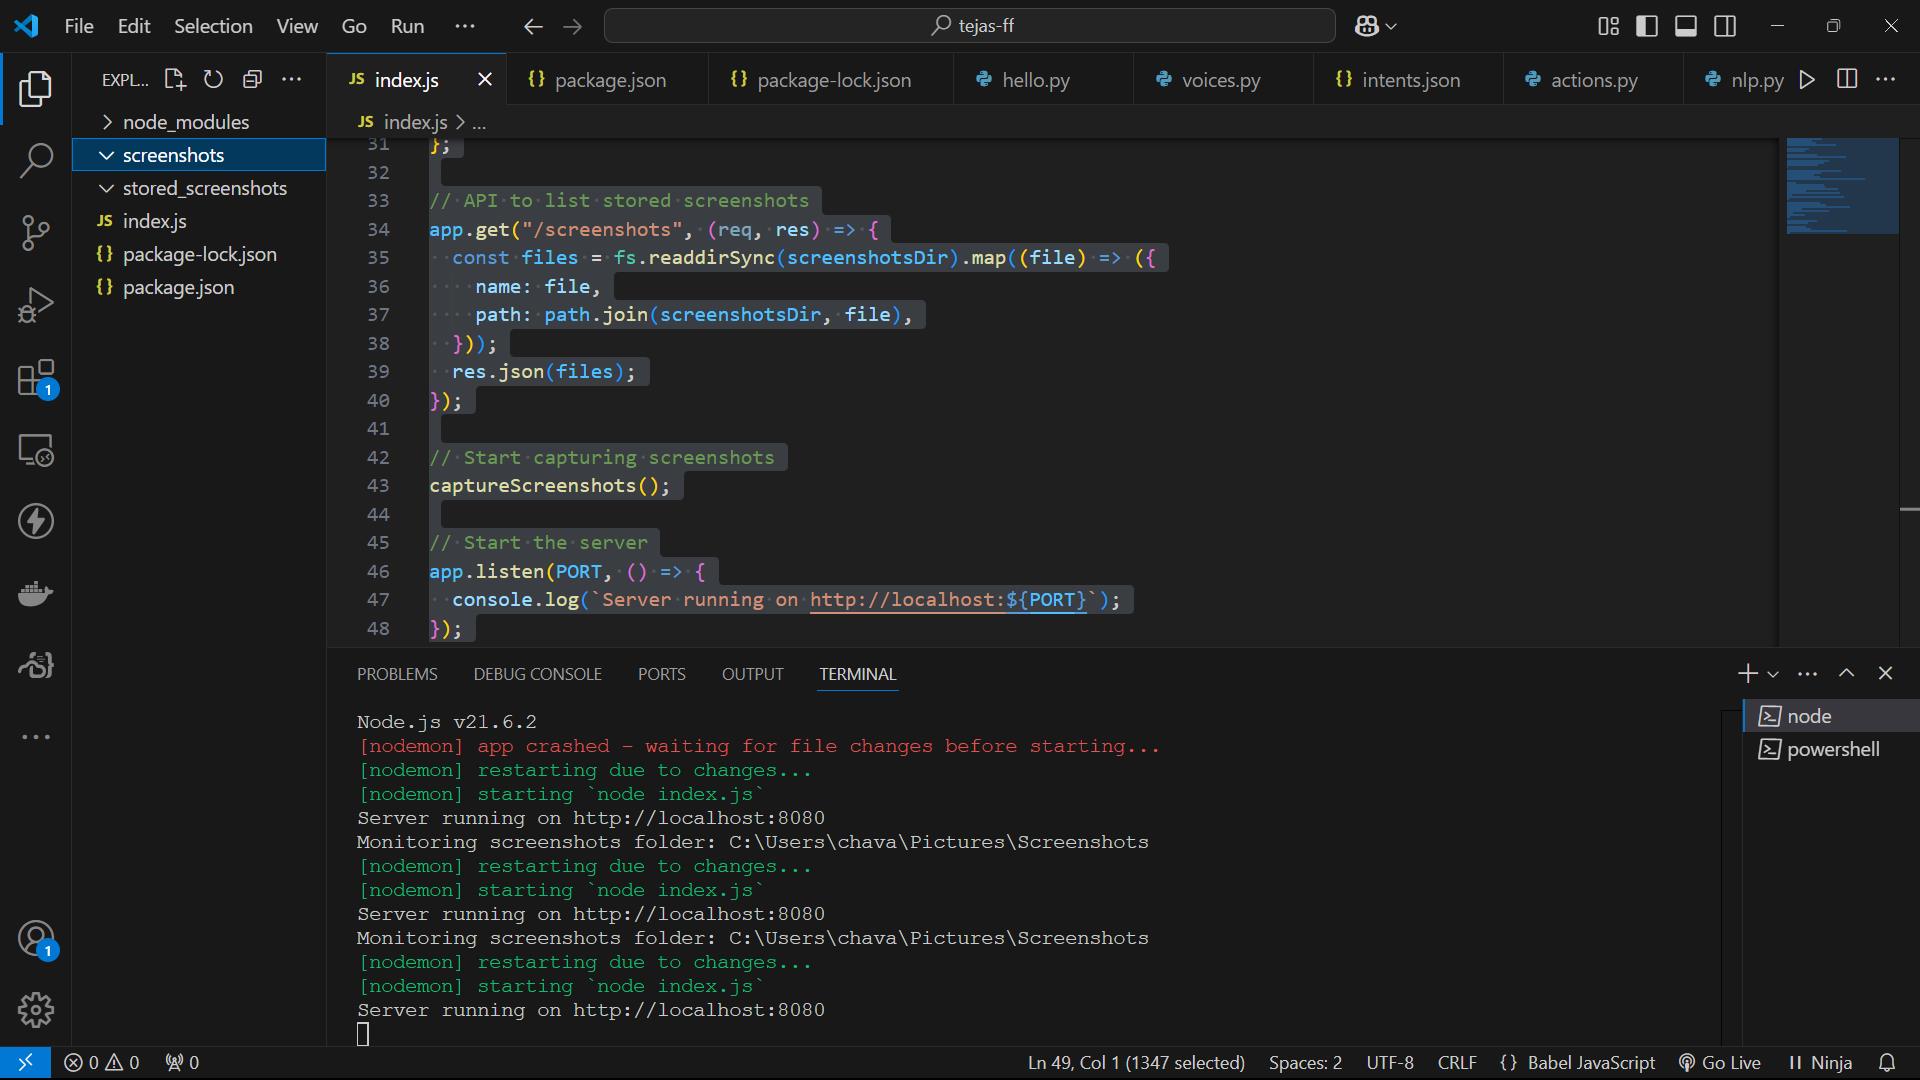 File Edit Selection View Go Run ··· tejas-ff
EXPL... ···
node_modules
screenshots
stored_screenshots
JS index.js
{} package-lock.json
{} package.json
JS index.js {} package.json {} package-lock.json hello.py voices.py {} intents.json actions.py nlp.py ···
JS index.js > ...
31 };
32
33 // API to list stored screenshots
34 app.get("/screenshots", (req, res) => {
35 const files = fs.readdirSync(screenshotsDir).map((file) => ({
36 name: file,
37 path: path.join(screenshotsDir, file),
38 }));
39 res.json(files);
40 });
41
42 // Start capturing screenshots
43 captureScreenshots();
44
45 // Start the server
46 app.listen(PORT, () => {
47 console.log(`Server running on http://localhost:${PORT}`);
48 });
PROBLEMS DEBUG CONSOLE PORTS OUTPUT TERMINAL
Node.js v21.6.2
[nodemon] app crashed - waiting for file changes before starting...
[nodemon] restarting due to changes...
[nodemon] starting `node index.js`
Server running on http://localhost:8080
Monitoring screenshots folder: C:\Users\chava\Pictures\Screenshots
[nodemon] restarting due to changes...
[nodemon] starting `node index.js`
Server running on http://localhost:8080
Monitoring screenshots folder: C:\Users\chava\Pictures\Screenshots
[nodemon] restarting due to changes...
[nodemon] starting `node index.js`
Server running on http://localhost:8080
node
powershell
1
1
0 0 0 Ln 49, Col 1 (1347 selected) Spaces: 2 UTF-8 CRLF {} Babel JavaScript Go Live Ninja